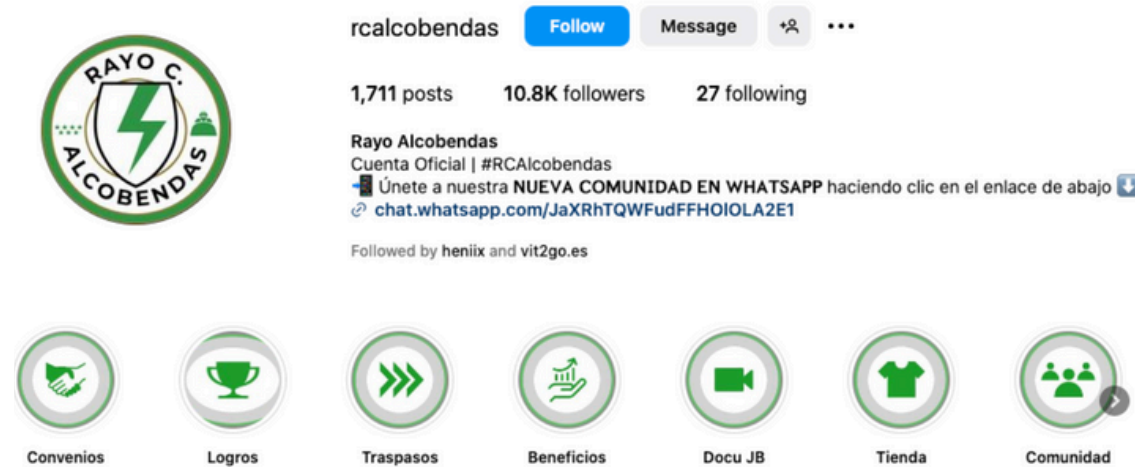 RAYO C.
ALCOBENDAS
rcalcobendas Follow Message
1,711 posts 10.8K followers 27 following
Rayo Alcobendas
Cuenta Oficial | #RCAlcobendas
📲 Únete a nuestra NUEVA COMUNIDAD EN WHATSAPP haciendo clic en el enlace de abajo ⬇️
chat.whatsapp.com/JaXRhTQWFudFFHOlOLA2E1
Followed by heniix and vit2go.es
Convenios Logros Traspasos Beneficios Docu JB Tienda Comunidad